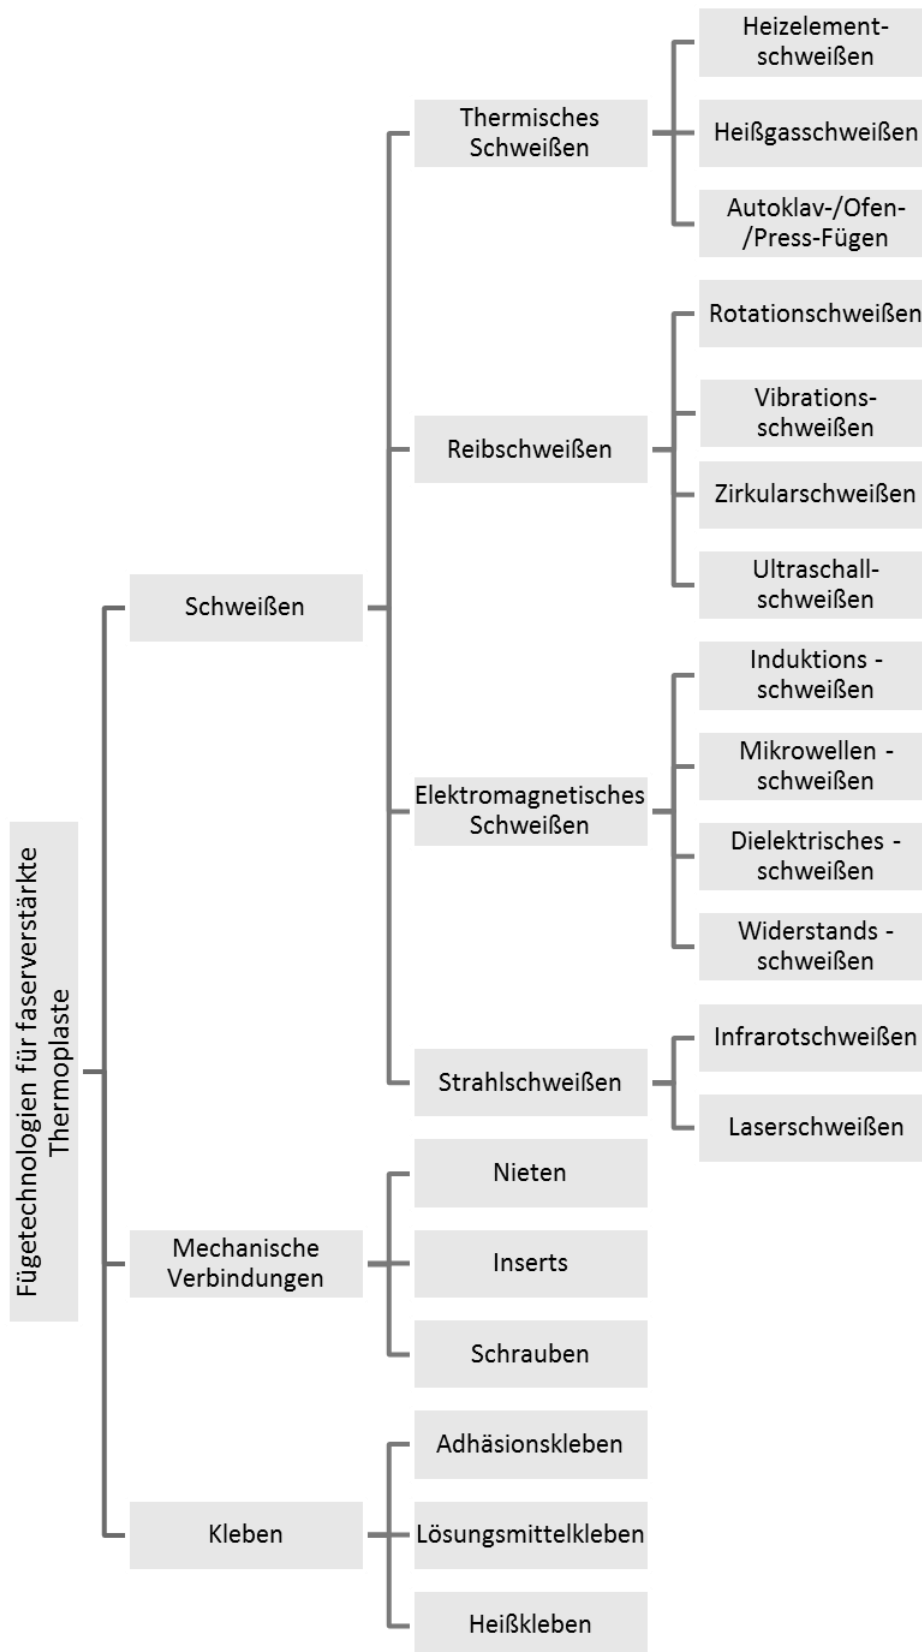 Fügetechnologien für faserverstärkte
Thermoplaste
Schweißen
Thermisches
Schweißen
Heizelement-
schweißen
Heißgasschweißen
Autoklav-/Ofen-
/Press-Fügen
Reibschweißen
Rotationschweißen
Vibrations-
schweißen
Zirkularschweißen
Ultraschall-
schweißen
Elektromagnetisches
Schweißen
Induktions -
schweißen
Mikrowellen -
schweißen
Dielektrisches -
schweißen
Widerstands -
schweißen
Strahlschweißen
Infrarotschweißen
Laserschweißen
Mechanische
Verbindungen
Nieten
Inserts
Schrauben
Kleben
Adhäsionskleben
Lösungsmittelkleben
Heißkleben